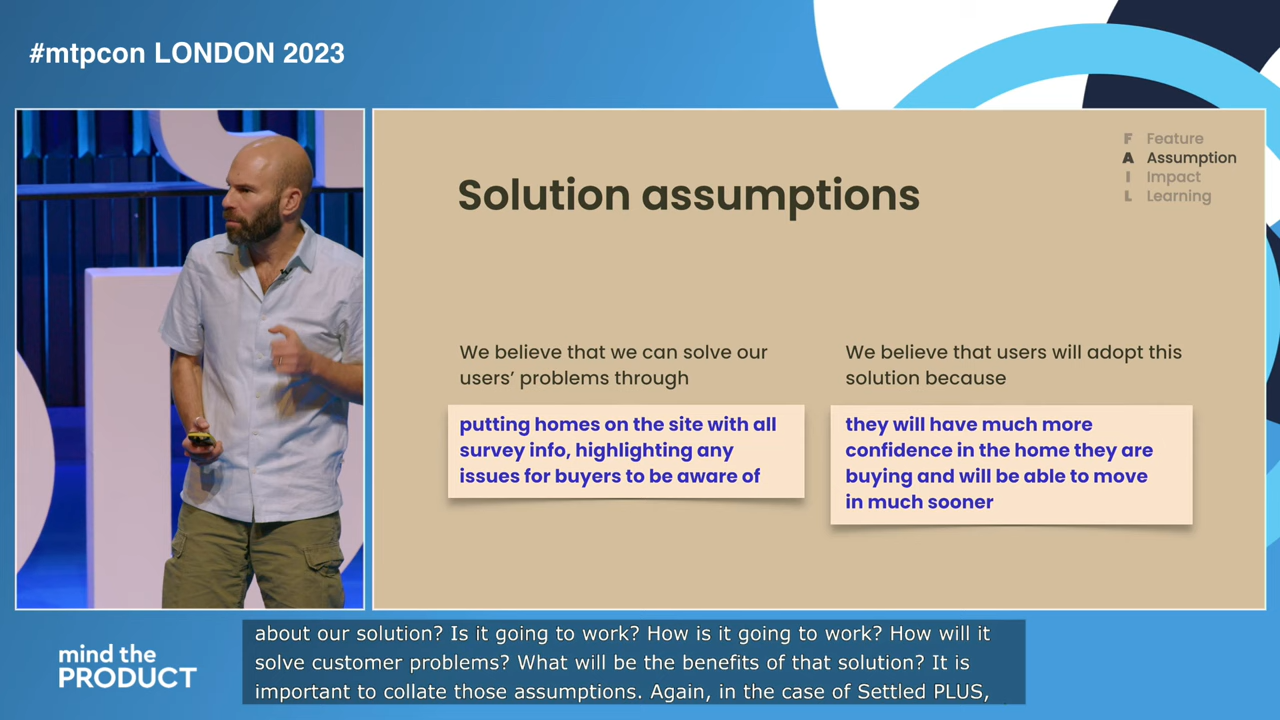 #mtpcon LONDON 2023
F Feature
A Assumption
I Impact
L Learning
Solution assumptions
We believe that we can solve our
users’ problems through
putting homes on the site with all
survey info, highlighting any
issues for buyers to be aware of
We believe that users will adopt this
solution because
they will have much more
confidence in the home they are
buying and will be able to move
in much sooner
mind the
PRODUCT
about our solution? Is it going to work? How is it going to work? How will it
solve customer problems? What will be the benefits of that solution? It is
important to collate those assumptions. Again, in the case of Settled PLUS,